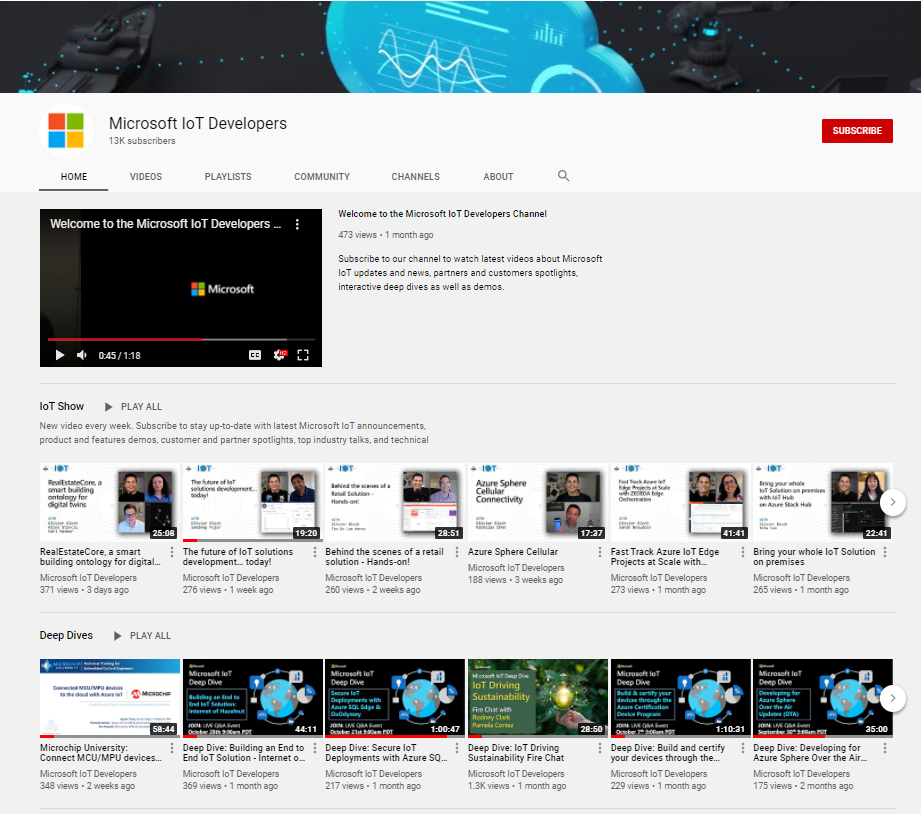 Microsoft IoT Developers
13K subscribers
SUBSCRIBE
HOME
VIDEOS
PLAYLISTS
COMMUNITY
CHANNELS
ABOUT
Welcome to the Microsoft IoT Developers ...
Microsoft
0:45 / 1:18
CC
HD
Welcome to the Microsoft IoT Developers Channel
473 views • 1 month ago
Subscribe to our channel to watch latest videos about Microsoft
IoT updates and news, partners and customers spotlights,
interactive deep dives as well as demos.
IoT Show
PLAY ALL
New video every week. Subscribe to stay up-to-date with latest Microsoft IoT announcements,
product and features demos, customer and partner spotlights, top industry talks, and technical
IOT
RealEstateCore, a
smart building
ontology for
digital twins
25:08
RealEstateCore, a smart
building ontology for digital...
Microsoft IoT Developers
371 views • 3 days ago
IOT
The future of IoT
solutions
development...
today!
19:20
The future of IoT solutions
development... today!
Microsoft IoT Developers
276 views • 1 week ago
IOT
Behind the scenes of a
Retail Solution -
Hands-on!
28:51
Behind the scenes of a retail
solution - Hands-on!
Microsoft IoT Developers
260 views • 2 weeks ago
IOT
Azure Sphere
Cellular
Connectivity
17:37
Azure Sphere Cellular
Microsoft IoT Developers
188 views • 3 weeks ago
IOT
Fast Track Azure IoT
Edge Projects at Scale
with ZEDEDA Edge
Orchestration
41:41
Fast Track Azure IoT Edge
Projects at Scale with...
Microsoft IoT Developers
273 views • 1 month ago
IOT
Bring your whole
IoT Solution on premises
with IoT Hub
on Azure Stack Hub
22:41
Bring your whole IoT Solution
on premises
Microsoft IoT Developers
265 views • 1 month ago
Deep Dives
PLAY ALL
Technical Training for
Embedded Control Engineers
Connected MCU/MPU devices
to the cloud with Azure IoT
MICROCHIP
58:44
Microchip University:
Connect MCU/MPU devices...
Microsoft IoT Developers
348 views • 2 weeks ago
Microsoft IoT
Deep Dive
Building an End to
End IoT Solution:
Internet of Hazelnut
October 28th 9:00am PDT
44:11
Deep Dive: Building an End to
End IoT Solution - Internet o...
Microsoft IoT Developers
369 views • 1 month ago
Microsoft IoT
Deep Dive
Secure IoT
Deployments with
Azure SQL Edge &
DxOdyssey
JOIN: LIVE Q&A Event
October 21st 9:00am PDT
1:00:47
Deep Dive: Secure IoT
Deployments with Azure SQ...
Microsoft IoT Developers
217 views • 1 month ago
Microsoft IoT Deep Dive
IoT Driving
Sustainability
Fire Chat with
Rodney Clark
Pamela Cortez
28:50
Deep Dive: IoT Driving
Sustainability Fire Chat
Microsoft IoT Developers
1.3K views • 1 month ago
Microsoft IoT
Deep Dive
Build & certify your
devices through the
Azure Certification
Device Program
JOIN: LIVE Q&A Event
October 7th 9:00am PDT
1:10:31
Deep Dive: Build and certify
your devices through the...
Microsoft IoT Developers
229 views • 1 month ago
Microsoft IoT
Deep Dive
Developing for
Azure Sphere
Over the Air
Updates (OTA)
JOIN: LIVE Q&A Event
September 30th 9:00am PDT
35:00
Deep Dive: Developing for
Azure Sphere Over the Air...
Microsoft IoT Developers
175 views • 2 months ago